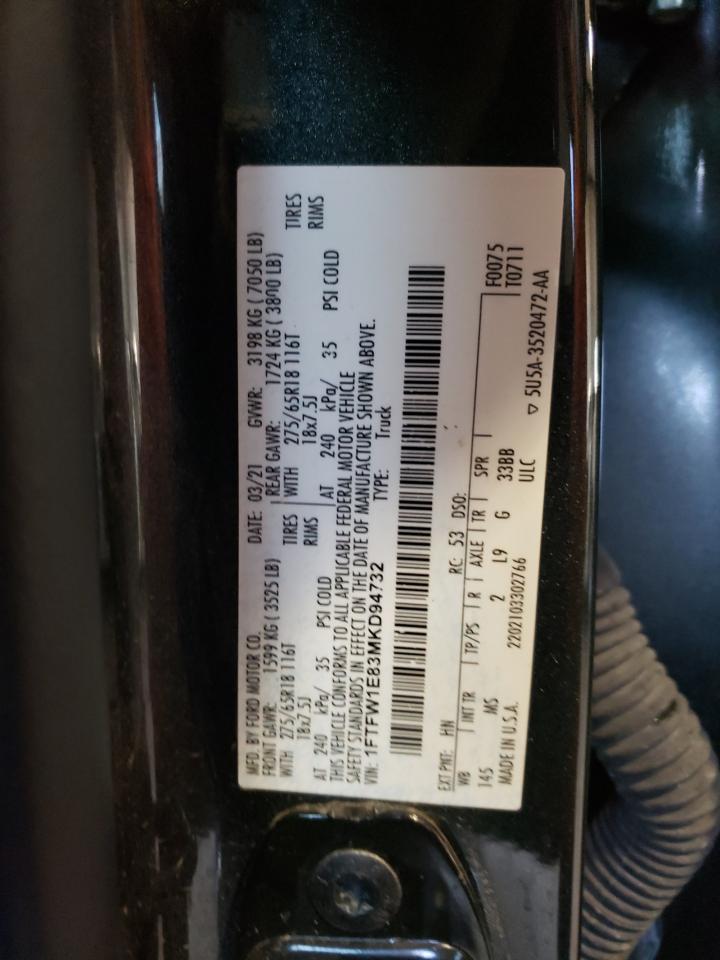 MFD. BY FORD MOTOR CO.
DATE: 03/21 GVWR: 3198 KG ( 7050 LB)
FRONT GAWR: 1599 KG ( 3525 LB) REAR GAWR: 1724 KG ( 3800 LB)
WITH 275/65R18 116T TIRES WITH 275/65R18 116T TIRES
18x7.5J RIMS 18x7.5J RIMS
AT 240 kPa/ 35 PSI COLD AT 240 kPa/ 35 PSI COLD
THIS VEHICLE CONFORMS TO ALL APPLICABLE FEDERAL MOTOR VEHICLE
SAFETY STANDARDS IN EFFECT ON THE DATE OF MANUFACTURE SHOWN ABOVE.
VIN: 1FTFW1E83MKD94732 TYPE: Truck
EXT PNT: HN RC: 53 DSO: F0075
WB INT TR TP/PS R AXLE TR SPR T0711
145 MS 2 L9 G 33BB
MADE IN U.S.A. 2202103302766 ULC ▽ 5U5A-3520472-AA